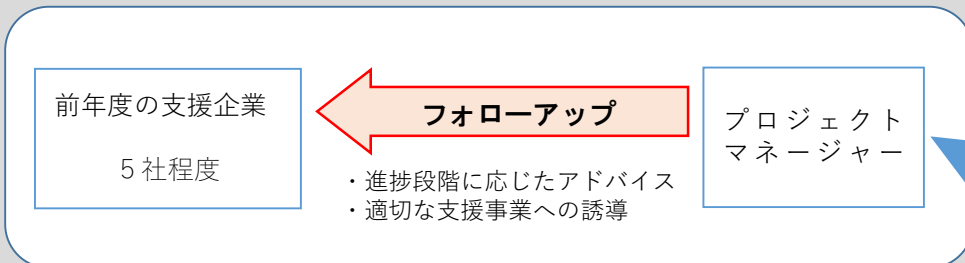 前年度の支援企業
５社程度
フォローアップ
・進捗段階に応じたアドバイス
・適切な支援事業への誘導
プロジェクト
マネージャー